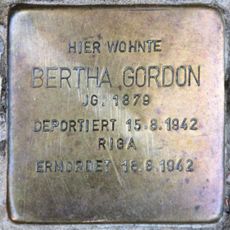 HIER WOHNTE
BERTHA GORDON
JG. 1879
DEPORTIERT 15.8.1942
RIGA
ERMORDET 18.8.1942